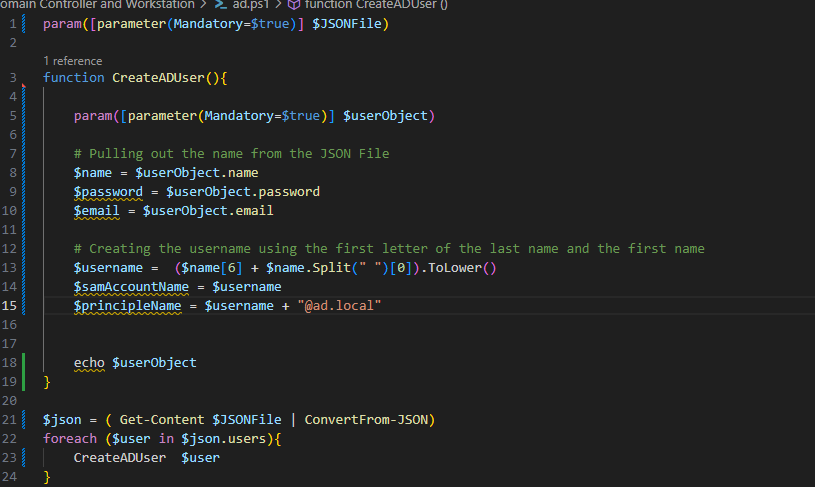 omain Controller and Workstation > ad.ps1 > function CreateADUser ()
1 param([parameter(Mandatory=$true)] $JSONFile)
2
1 reference
3 function CreateADUser(){
4
5 param([parameter(Mandatory=$true)] $userObject)
6
7 # Pulling out the name from the JSON File
8 $name = $userObject.name
9 $password = $userObject.password
10 $email = $userObject.email
11
12 # Creating the username using the first letter of the last name and the first name
13 $username =  ($name[6] + $name.Split(" ")[0]).ToLower()
14 $samAccountName = $username
15 $principleName = $username + "@ad.local"
16
17
18 echo $userObject
19 }
20
21 $json = ( Get-Content $JSONFile | ConvertFrom-JSON)
22 foreach ($user in $json.users){
23 CreateADUser  $user
24 }